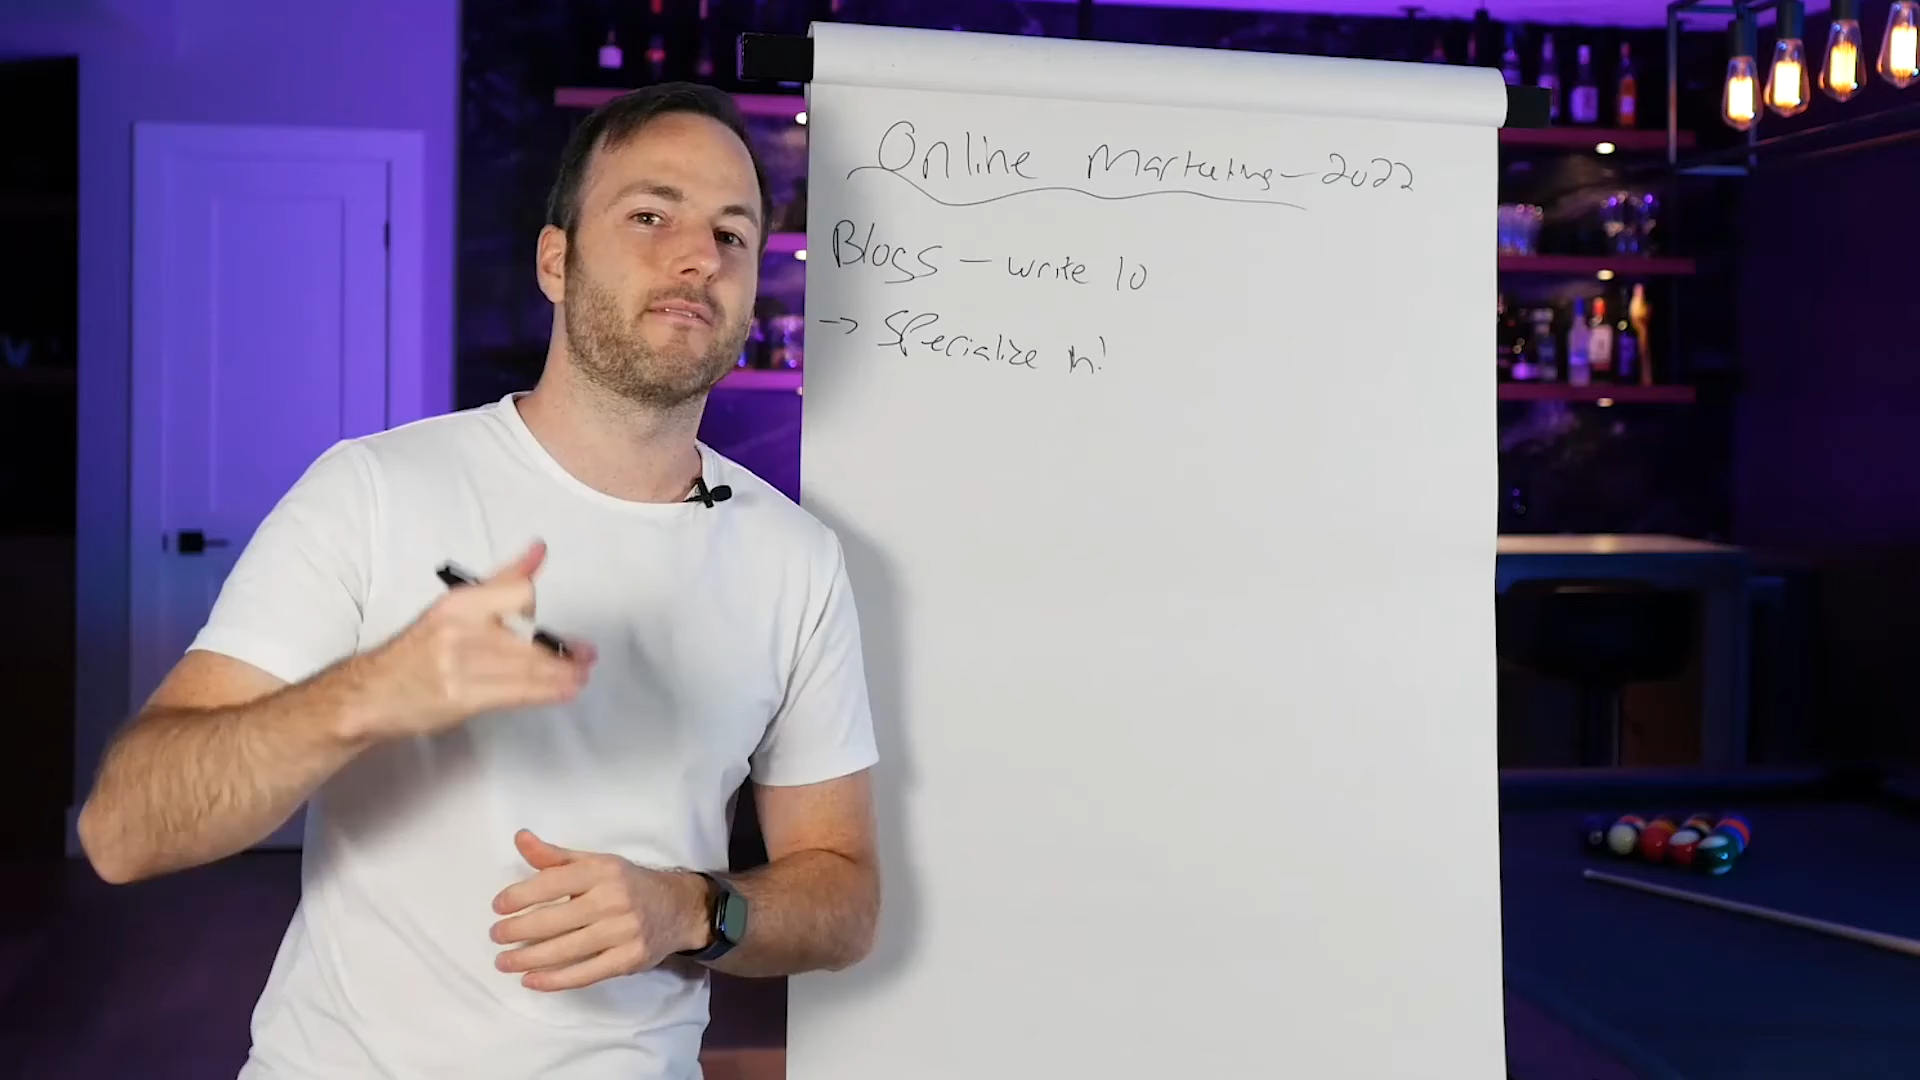 Online Marketing - 2022
Blogs - write 10
→ Specialize in!